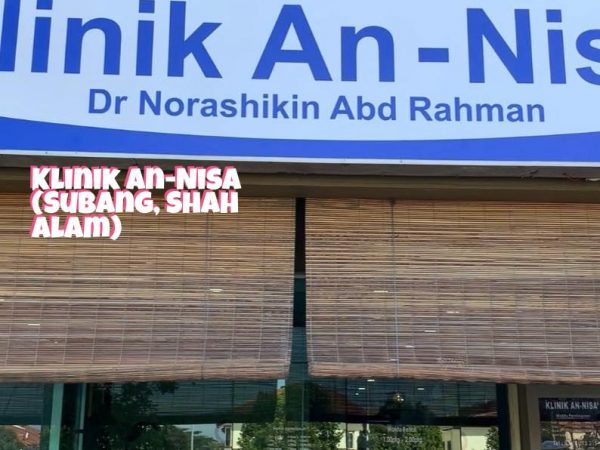 linik An-Nis
Dr Norashikin Abd Rahman
Klinik An-Nisa
(Subang, Shah
Alam)
KLINIK AN-NISA'